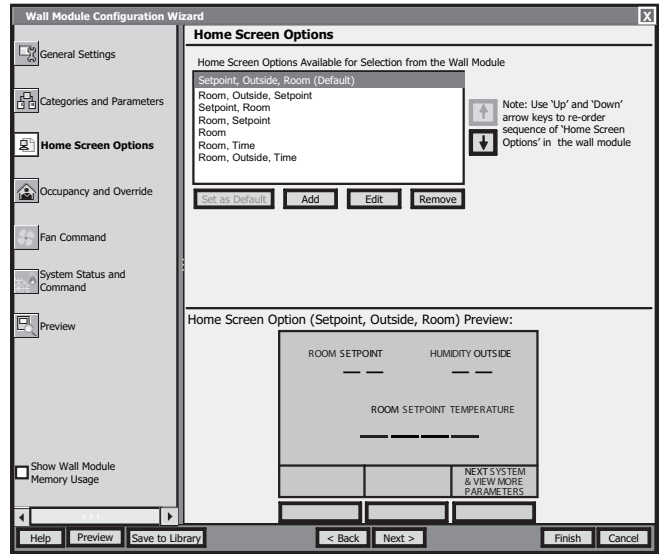 Wall Module Configuration Wizard
X
General Settings
Categories and Parameters
Home Screen Options
Occupancy and Override
Fan Command
System Status and
Command
Preview
Show Wall Module
Memory Usage
Home Screen Options
Home Screen Options Available for Selection from the Wall Module
Setpoint, Outside, Room (Default)
Room, Outside, Setpoint
Setpoint, Room
Room, Setpoint
Room
Room, Time
Room, Outside, Time
Note: Use ‘Up’ and ‘Down’
arrow keys to re-order
sequence of ‘Home Screen
Options’ in the wall module
Set as Default
Add
Edit
Remove
Home Screen Option (Setpoint, Outside, Room) Preview:
ROOM SETPOINT
HUMIDITY OUTSIDE
ROOM SETPOINT TEMPERATURE
NEXT SYSTEM
& VIEW MORE
PARAMETERS
Help
Preview
Save to Library
< Back
Next >
Finish
Cancel